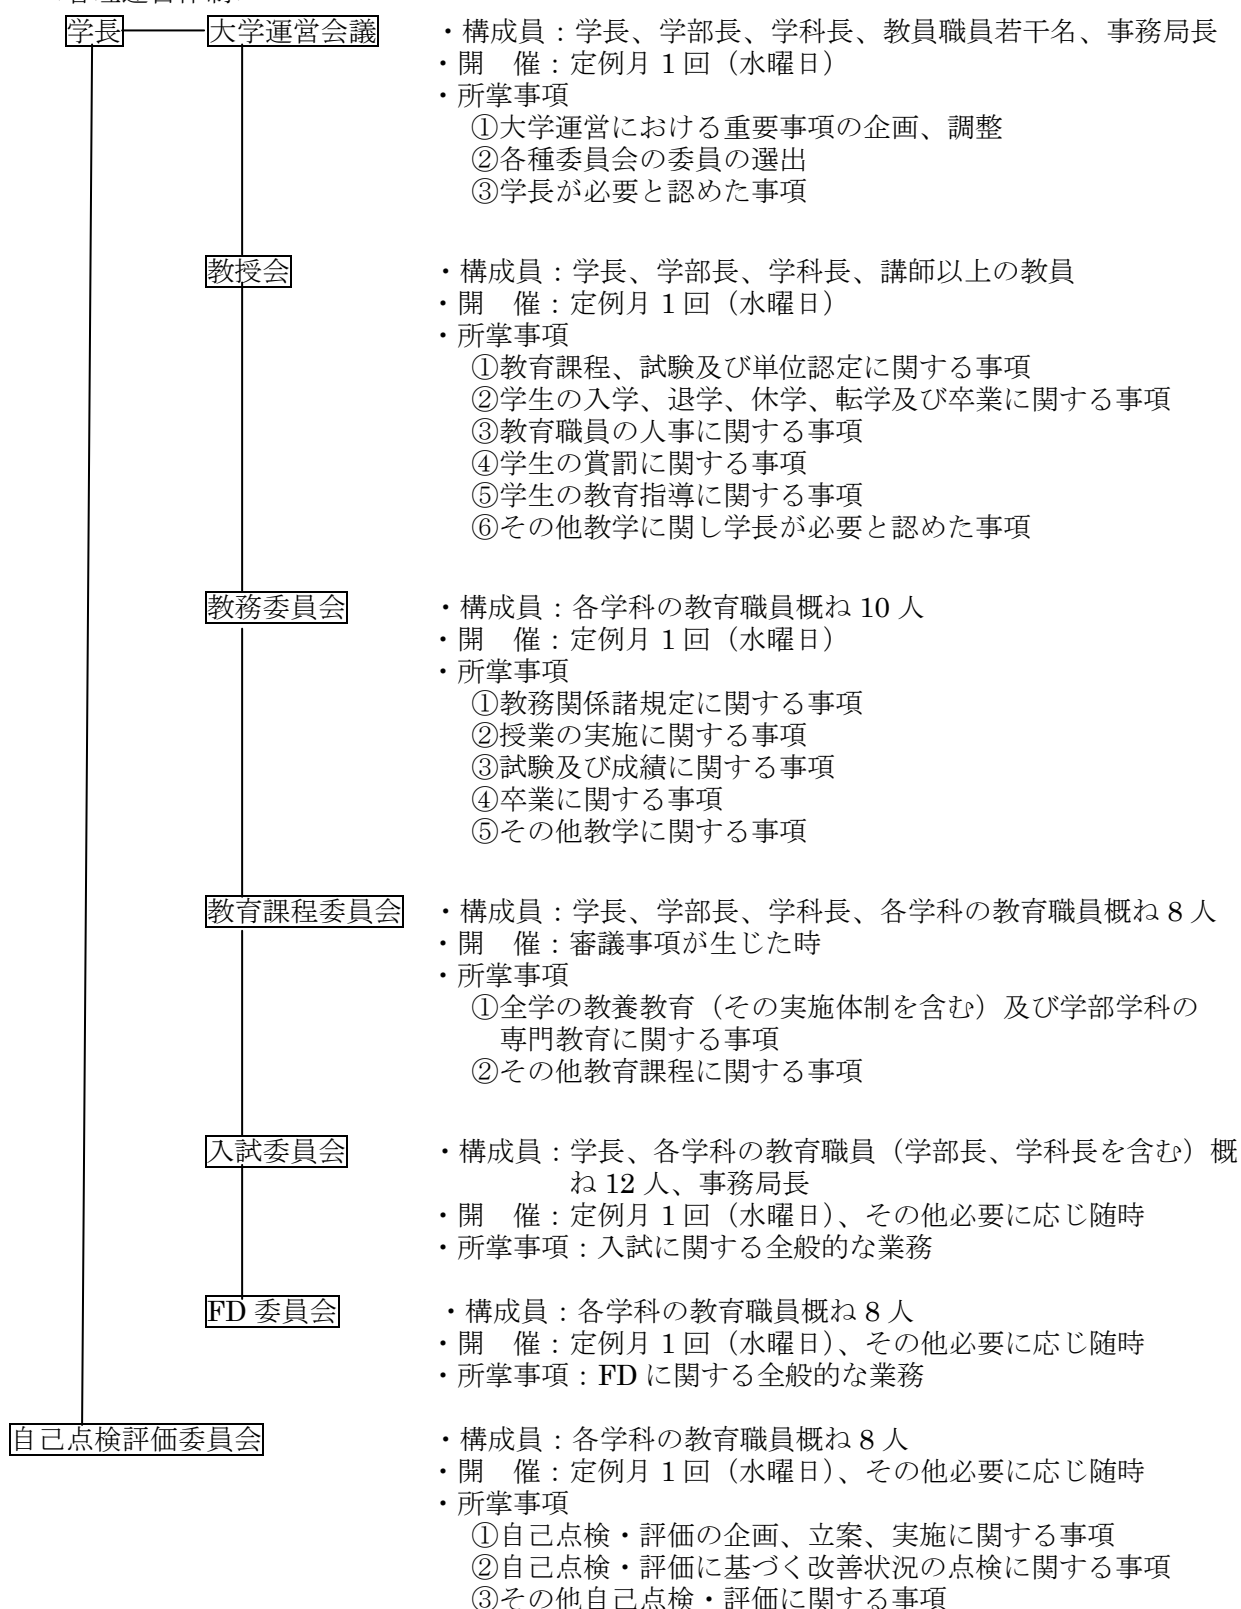 学長 大学運営会議 ・構成員：学長、学部長、学科長、教員職員若干名、事務局長
・開　催：定例月 1 回（水曜日）
・所掌事項
①大学運営における重要事項の企画、調整
②各種委員会の委員の選出
③学長が必要と認めた事項
教授会 ・構成員：学長、学部長、学科長、講師以上の教員
・開　催：定例月 1 回（水曜日）
・所掌事項
①教育課程、試験及び単位認定に関する事項
②学生の入学、退学、休学、転学及び卒業に関する事項
③教育職員の人事に関する事項
④学生の賞罰に関する事項
⑤学生の教育指導に関する事項
⑥その他教学に関し学長が必要と認めた事項
教務委員会 ・構成員：各学科の教育職員概ね 10 人
・開　催：定例月 1 回（水曜日）
・所掌事項
①教務関係諸規定に関する事項
②授業の実施に関する事項
③試験及び成績に関する事項
④卒業に関する事項
⑤その他教学に関する事項
教育課程委員会 ・構成員：学長、学部長、学科長、各学科の教育職員概ね 8 人
・開　催：審議事項が生じた時
・所掌事項
①全学の教養教育（その実施体制を含む）及び学部学科の
専門教育に関する事項
②その他教育課程に関する事項
入試委員会 ・構成員：学長、各学科の教育職員（学部長、学科長を含む）概
ね 12 人、事務局長
・開　催：定例月 1 回（水曜日）、その他必要に応じ随時
・所掌事項：入試に関する全般的な業務
FD 委員会 ・構成員：各学科の教育職員概ね 8 人
・開　催：定例月 1 回（水曜日）、その他必要に応じ随時
・所掌事項：FD に関する全般的な業務
自己点検評価委員会 ・構成員：各学科の教育職員概ね 8 人
・開　催：定例月 1 回（水曜日）、その他必要に応じ随時
・所掌事項
①自己点検・評価の企画、立案、実施に関する事項
②自己点検・評価に基づく改善状況の点検に関する事項
③その他自己点検・評価に関する事項